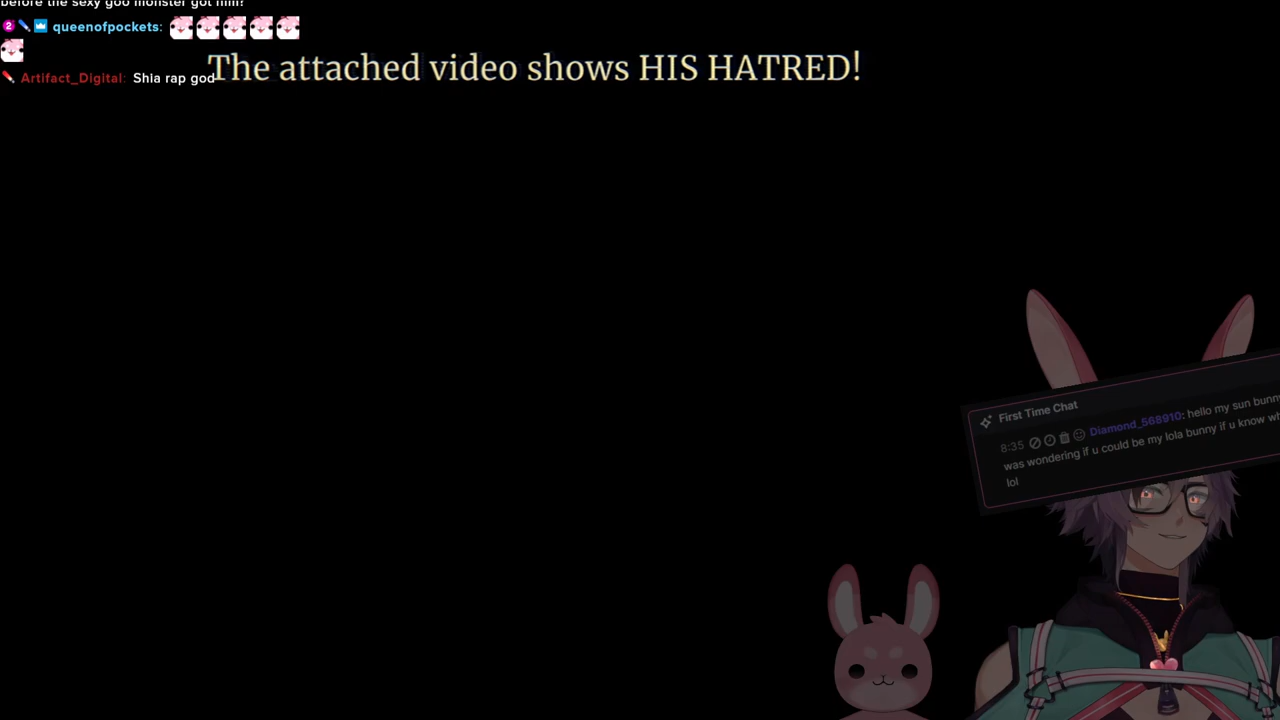 before the sexy goo monster got him?
2 queenofpockets:
Artifact_Digital: Shia rap god
The attached video shows HIS HATRED!
First Time Chat
8:35 Diamond_568910: hello my sun bunny
was wondering if u could be my lola bunny if u know
lol